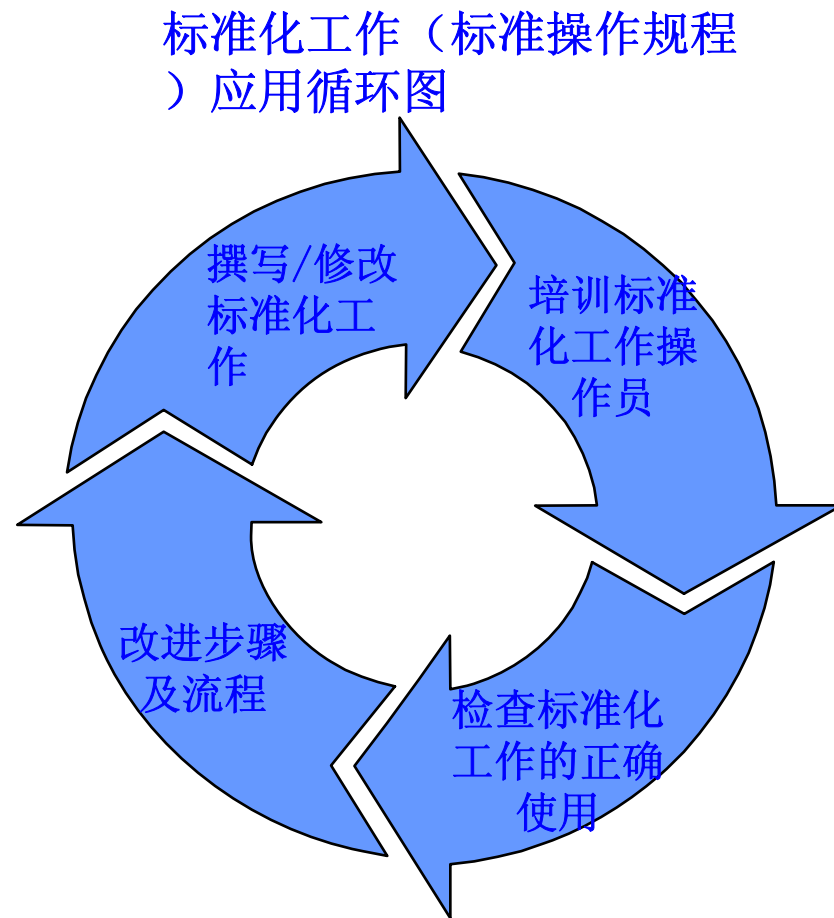 标准化工作（标准操作规程
）应用循环图
撰写/修改
标准化工
作
培训标准
化工作操
作员
检查标准化
工作的正确
使用
改进步骤
及流程